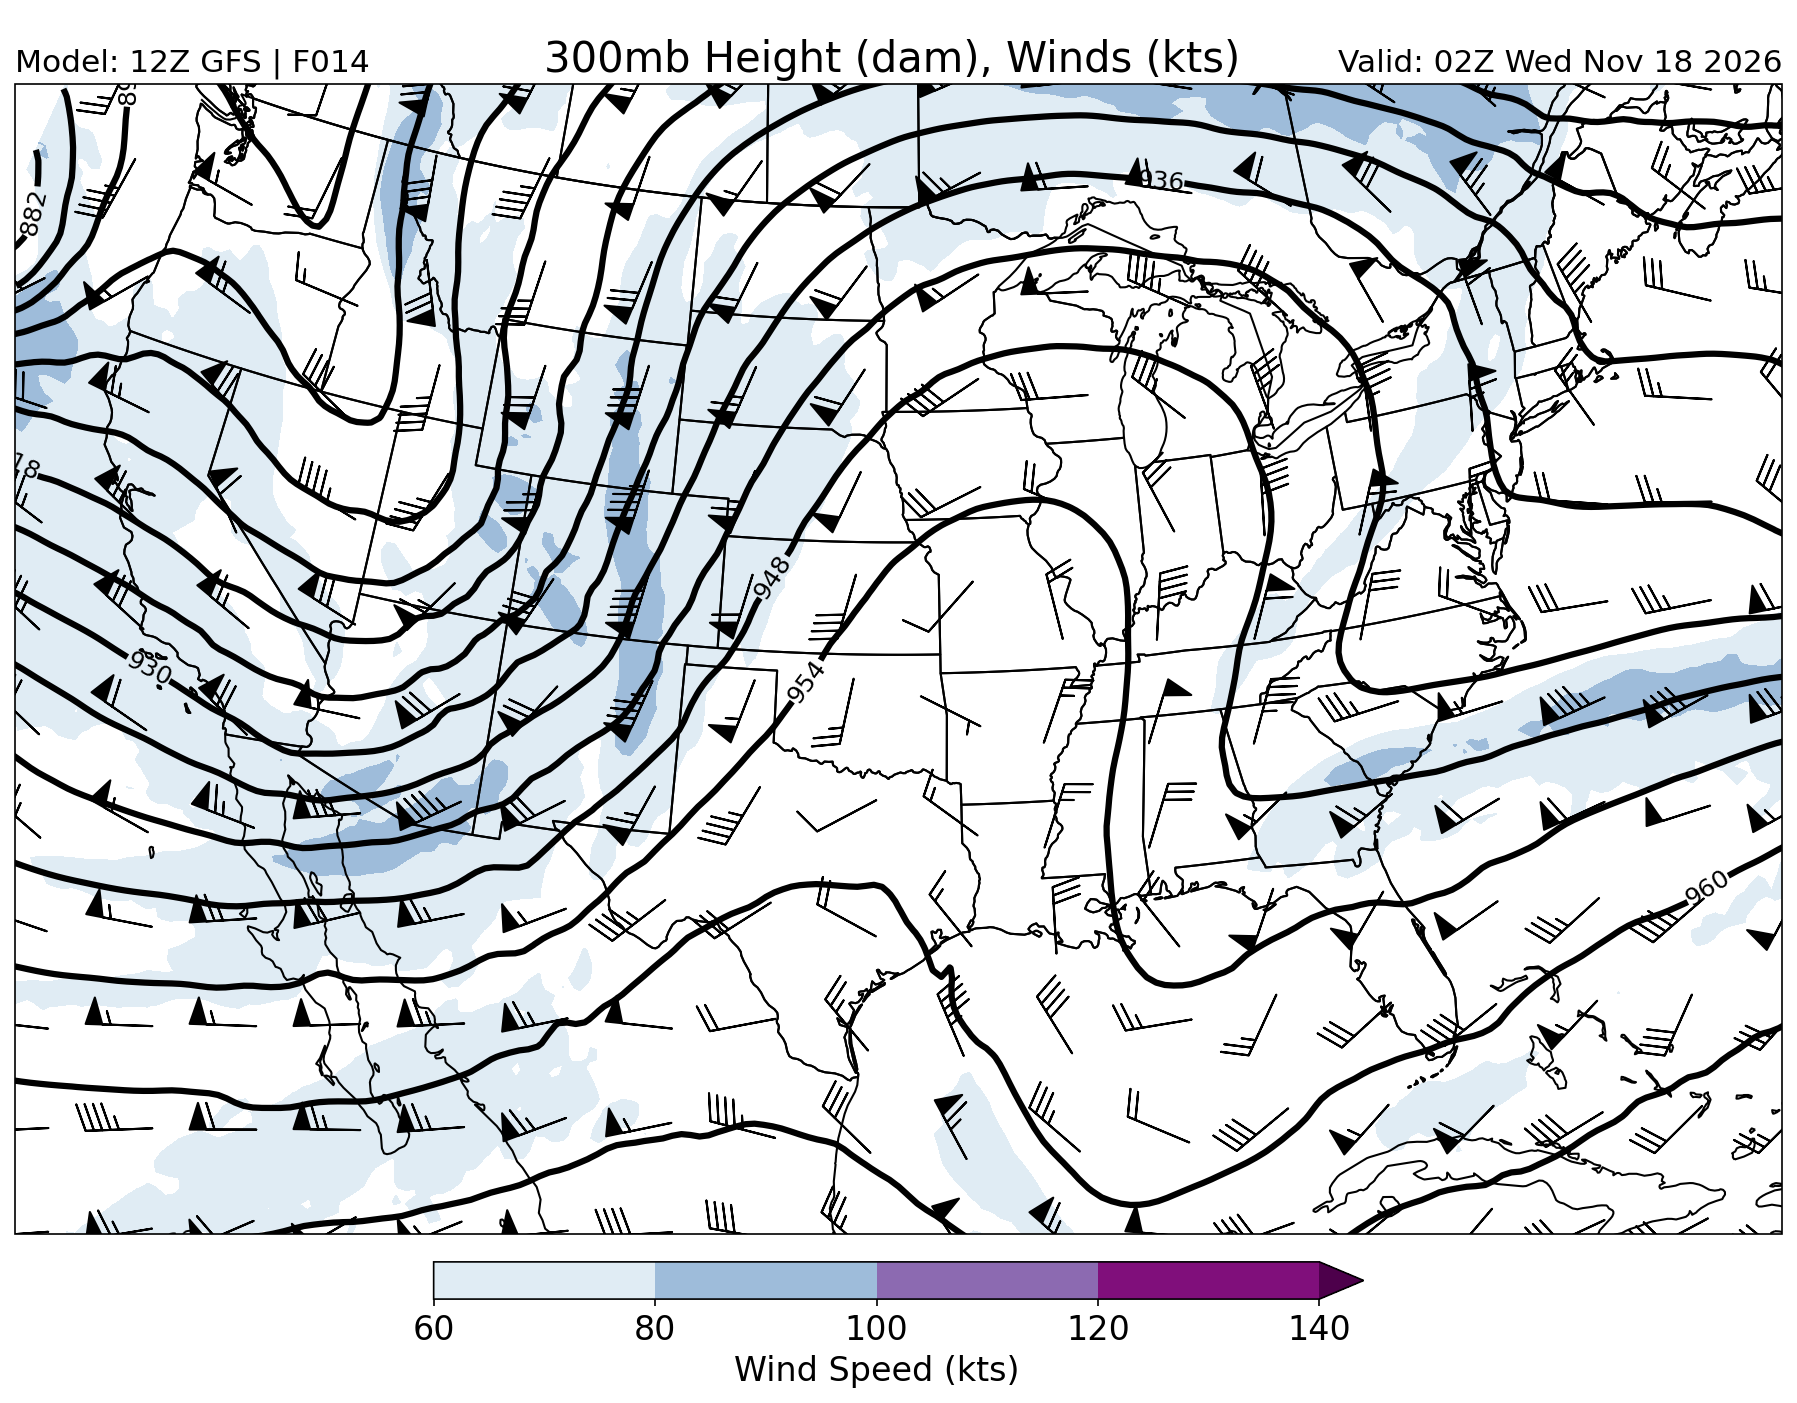 Model: 12Z GFS | F014
300mb Height (dam), Winds (kts)
Valid: 02Z Wed Nov 18 2026
936
882
18
948
930
954
960
60 80 100 120 140
Wind Speed (kts)